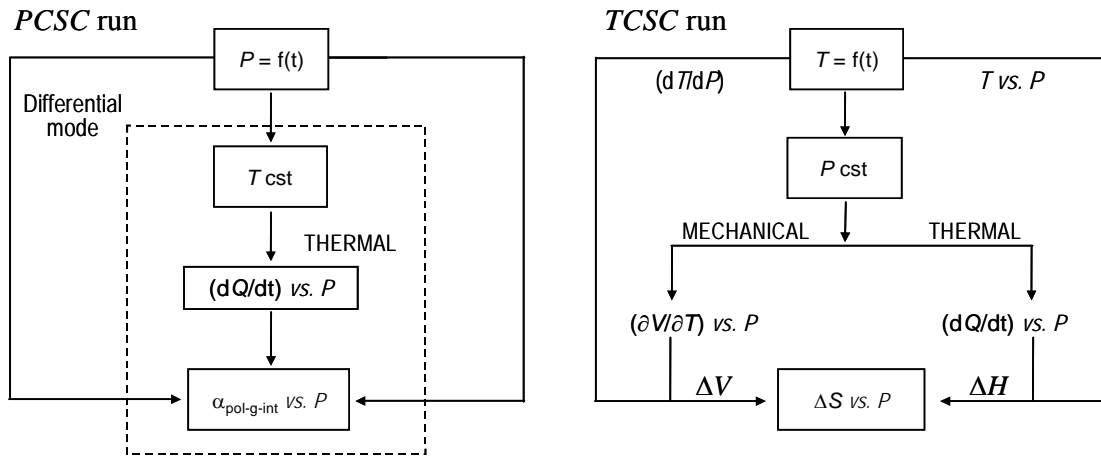 PCSC run
P = f(t)
Differential
mode
T cst
THERMAL
(dQ/dt) vs. P
αpol-g-int vs. P
TCSC run
T = f(t)
(dT/dP)
T vs. P
P cst
MECHANICAL
THERMAL
(∂V/∂T) vs. P
(dQ/dt) vs. P
ΔV
ΔS vs. P
ΔH